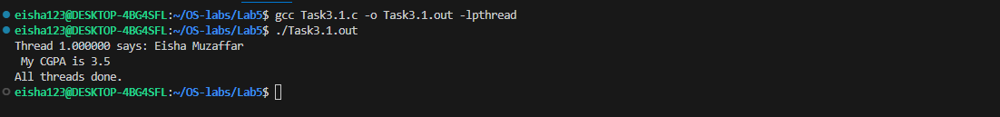 eisha123@DESKTOP-4BG4SFL:~/OS-labs/Lab5$ gcc Task3.1.c -o Task3.1.out -lpthread
eisha123@DESKTOP-4BG4SFL:~/OS-labs/Lab5$ ./Task3.1.out
Thread 1.000000 says: Eisha Muzaffar
 My CGPA is 3.5
All threads done.
eisha123@DESKTOP-4BG4SFL:~/OS-labs/Lab5$